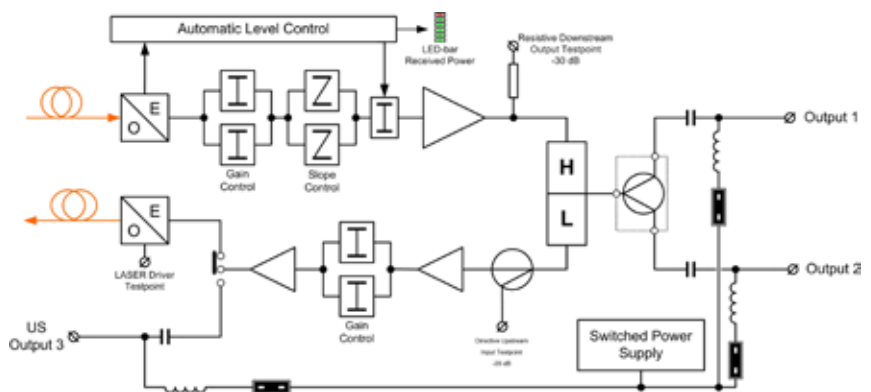 Automatic Level Control
LED-bar
Received Power
Resistive Downstream
Output Testpoint
-30 dB
E
O
Gain
Control
Slope
Control
H
L
Output 1
E
O
LASER Driver
Testpoint
Gain
Control
Directive Upstream
Input Testpoint
-20 dB
Output 2
US
Output 3
Switched Power
Supply